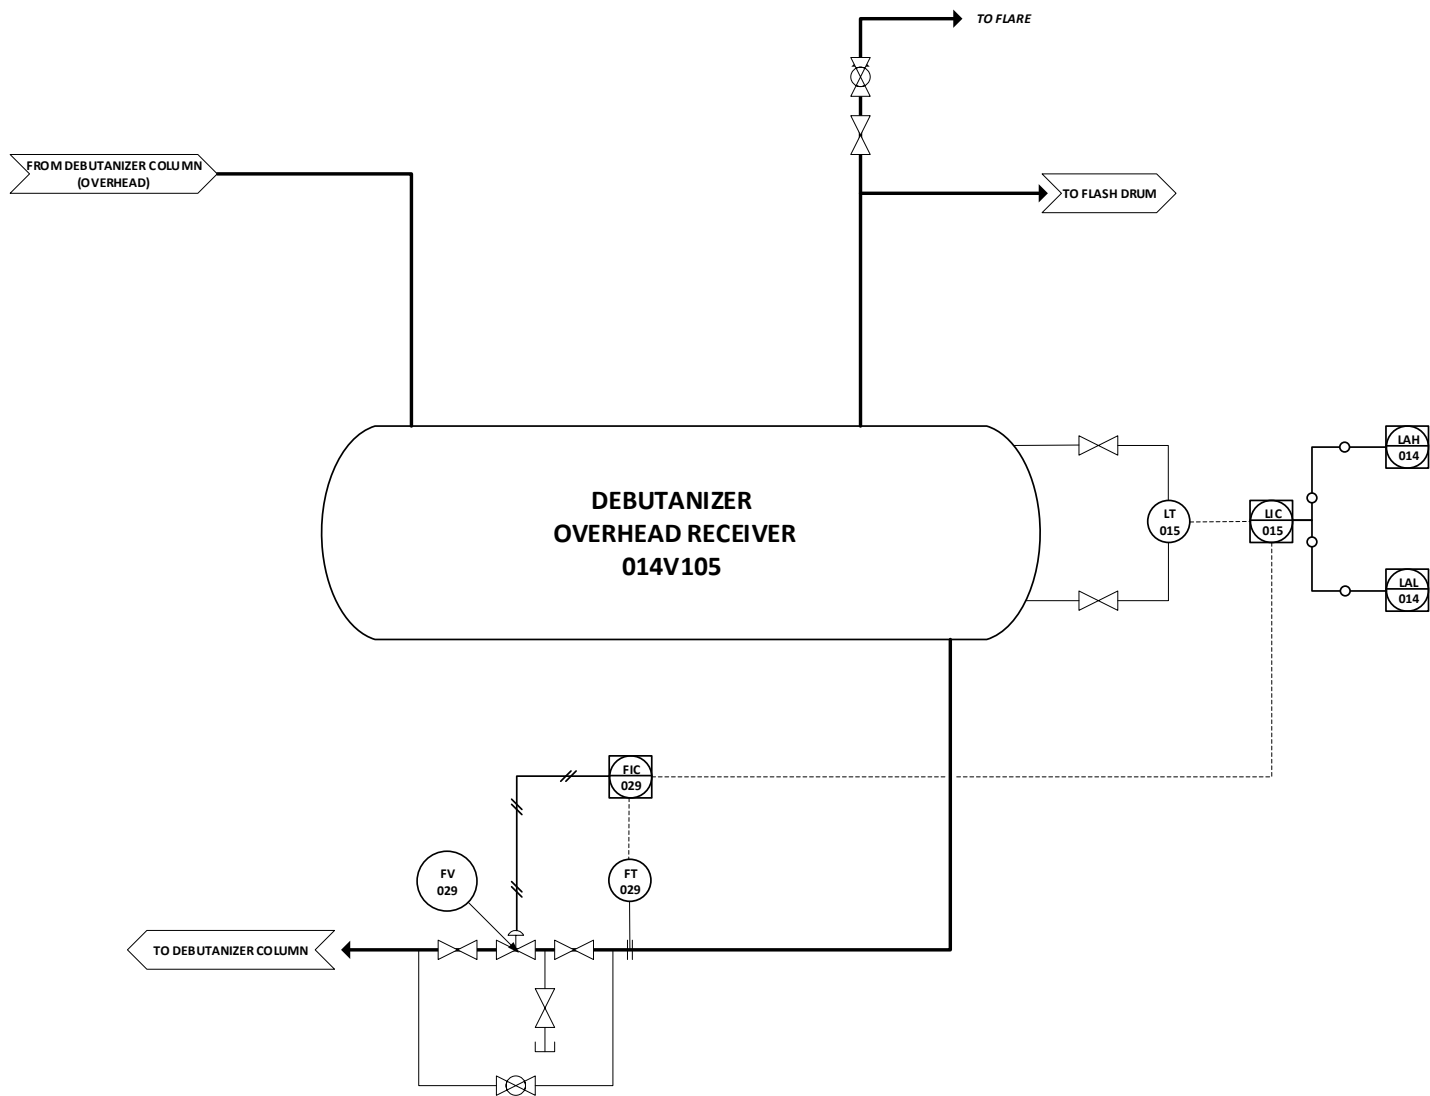 TO FLARE
FROM DEBUTANIZER COLUMN
(OVERHEAD)
TO FLASH DRUM
DEBUTANIZER
OVERHEAD RECEIVER
014V105
LT
015
LIC
015
LAH
014
LAL
014
FIC
029
FV
029
FT
029
TO DEBUTANIZER COLUMN